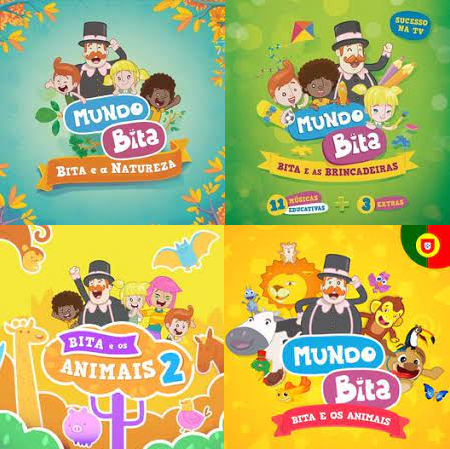 MUNDO
Bita
BITA E A NATUREZA
SUCESSO
NA TV
MUNDO
Bita
BITA E AS BRINCADEIRAS
11 MÚSICAS
EDUCATIVAS + 3 EXTRAS
BITA E OS
ANIMAIS 2
MUNDO
Bita
BITA E OS ANIMAIS